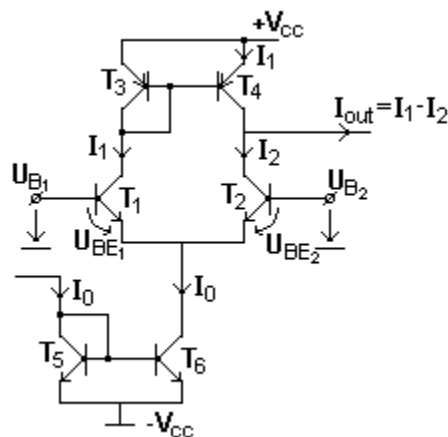 +Vcc
I1
T3 T4
Iout=I1-I2
I1 I2
UB1 T1 T2 UB2
UBE1 UBE2
I0 I0
T5 T6
-Vcc